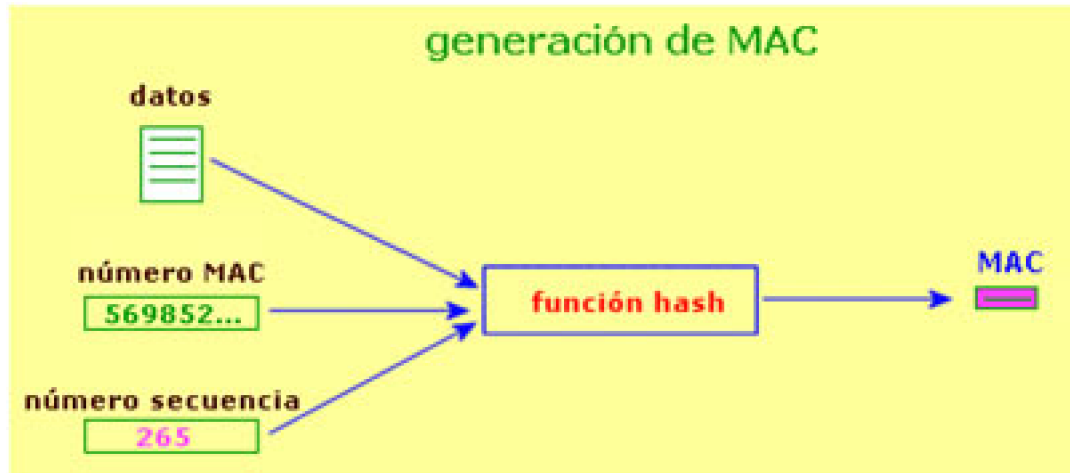 generación de MAC
datos
número MAC
569852...
función hash
MAC
número secuencia
265